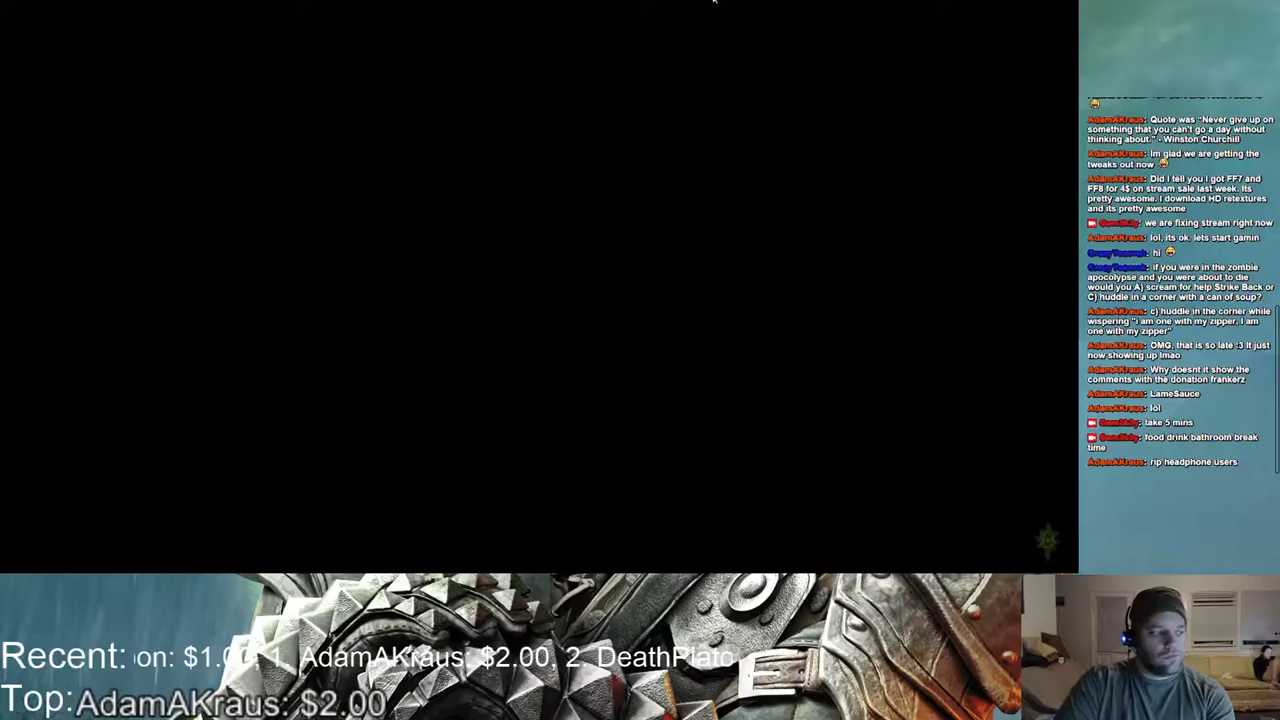 AdamAKraus: Quote was “Never give up on
something that you can't go a day without
thinking about.” - Winston Churchill
AdamAKraus: Im glad we are getting the
tweaks out now
AdamAKraus: Did I tell you I got FF7 and
FF8 for 4$ on stream sale last week. Its
pretty awesome. I download HD retextures
and its pretty awesome
: we are fixing stream right now
AdamAKraus: lol, its ok. lets start gamin
: hi
: if you were in the zombie
apocolypse and you were about to die
would you A) scream for help Strike Back or
C) huddle in a corner with a can of soup?
AdamAKraus: c) huddle in the corner while
wispering "i am one with my zipper, I am
one with my zipper"
AdamAKraus: OMG, that is so late :3 It just
now showing up lmao
AdamAKraus: Why doesnt it show the
comments with the donation frankerz
AdamAKraus: LameSauce
AdamAKraus: lol
: take 5 mins
: food drink bathroom break
time
AdamAKraus: rip headphone users
Recent: on: $1.00, 1. AdamAKraus: $2.00, 2. DeathPlato
Top: AdamAKraus: $2.00